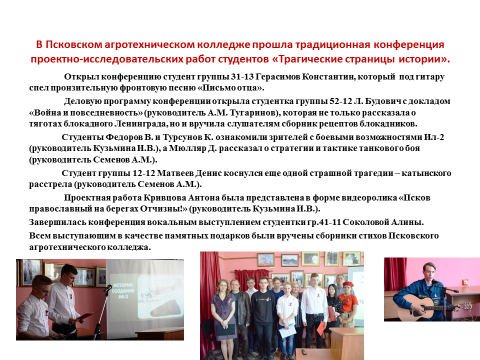 В Псковском агротехническом колледже прошла традиционная конференция
проектно-исследовательских работ студентов «Трагические страницы истории».
Открыл конференцию студент группы 31-13 Герасимов Константин, который под гитару
спел пронзительную фронтовую песню «Письмо отца».
Деловую программу конференции открыла студентка группы 52-12 Л. Будович с докладом
«Война и повседневность» (руководитель А.М. Тугаринов), которая не только рассказала о
тяготах блокадного Ленинграда, но и вручила слушателям сборник рецептов блокадников.
Студенты Федоров В. и Турсунов К. ознакомили зрителей с боевыми возможностями Ил-2
(руководитель Кузьмина И.В.), а Мюлляр Д. рассказал о стратегии и тактике танкового боя
(руководитель Семенов А.М.).
Студент группы 12-12 Матвеев Денис коснулся еще одной страшной трагедии – катынского
расстрела (руководитель Семенов А.М.).
Проектная работа Кривцова Антона была представлена в форме видеоролика «Псков
православный на берегах Отчизны!» (руководитель Кузьмина И.В.).
Завершилась конференция вокальным выступлением студентки гр.41-11 Соколовой Алины.
Всем выступающим в качестве памятных подарков были вручены сборники стихов Псковского
агротехнического колледжа.